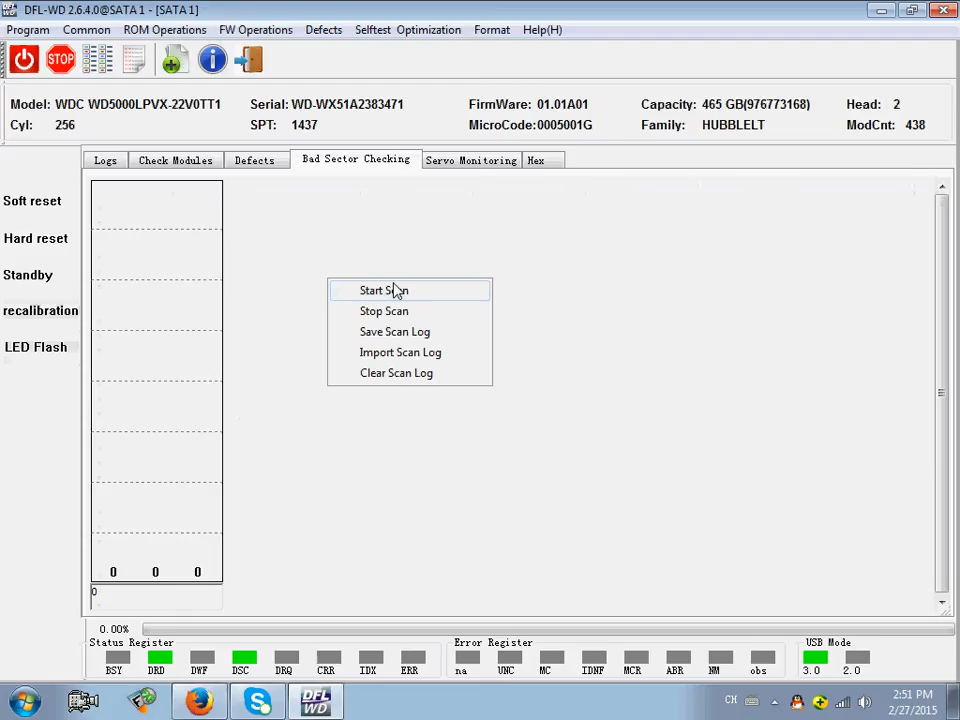 DFL-WD 2.6.4.0@SATA 1 - [SATA 1]
Program Common ROM Operations FW Operations Defects Selftest Optimization Format Help(H)
STOP
Model: WDC WD5000LPVX-22V0TT1 Serial: WD-WX51A2383471 FirmWare: 01.01A01 Capacity: 465 GB(976773168) Head: 2
Cyl: 256 SPT: 1437 MicroCode:0005001G Family: HUBBLELT ModCnt: 438
Logs Check Modules Defects Bad Sector Checking Servo Monitoring Hex
Soft reset
Hard reset
Standby
recalibration
LED Flash
Start Scan
Stop Scan
Save Scan Log
Import Scan Log
Clear Scan Log
0 0 0
0
0.00%
Status Register Error Register USB Mode
BSY DRD DWF DSC DRQ CRR IDX ERR na UNC MC IDNF MCR ABR NM obs 3.0 2.0
DFL WD
CH
2:51 PM
2/27/2015